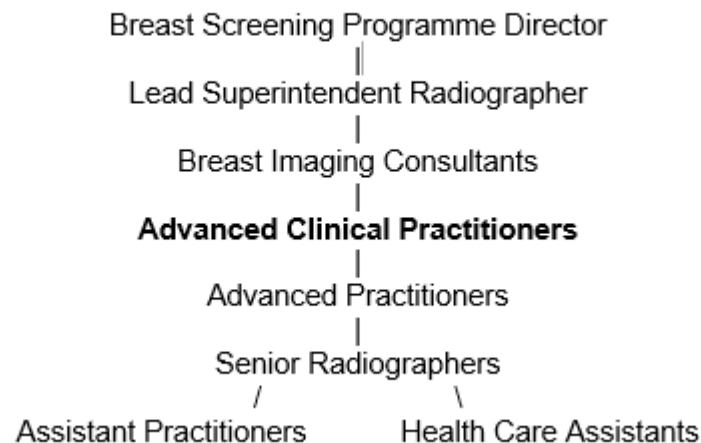 Breast Screening Programme Director
Lead Superintendent Radiographer
Breast Imaging Consultants
Advanced Clinical Practitioners
Advanced Practitioners
Senior Radiographers
Assistant Practitioners Health Care Assistants